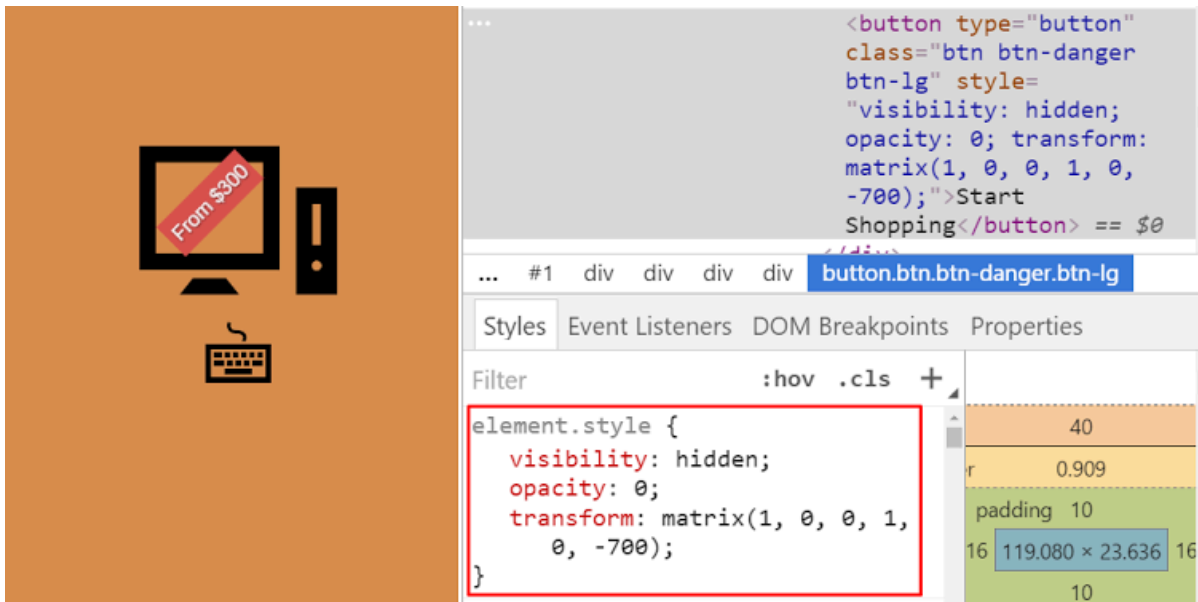 From $300
...
<button type="button"
class="btn btn-danger
btn-lg" style=
"visibility: hidden;
opacity: 0; transform:
matrix(1, 0, 0, 1, 0,
-700);">Start
Shopping</button> == $0
</div>
... #1 div div div div button.btn.btn-danger.btn-lg
Styles Event Listeners DOM Breakpoints Properties
Filter :hov .cls +
element.style {
visibility: hidden;
opacity: 0;
transform: matrix(1, 0, 0, 1,
0, -700);
}
40
r 0.909
padding 10
16 119.080 × 23.636 16
10